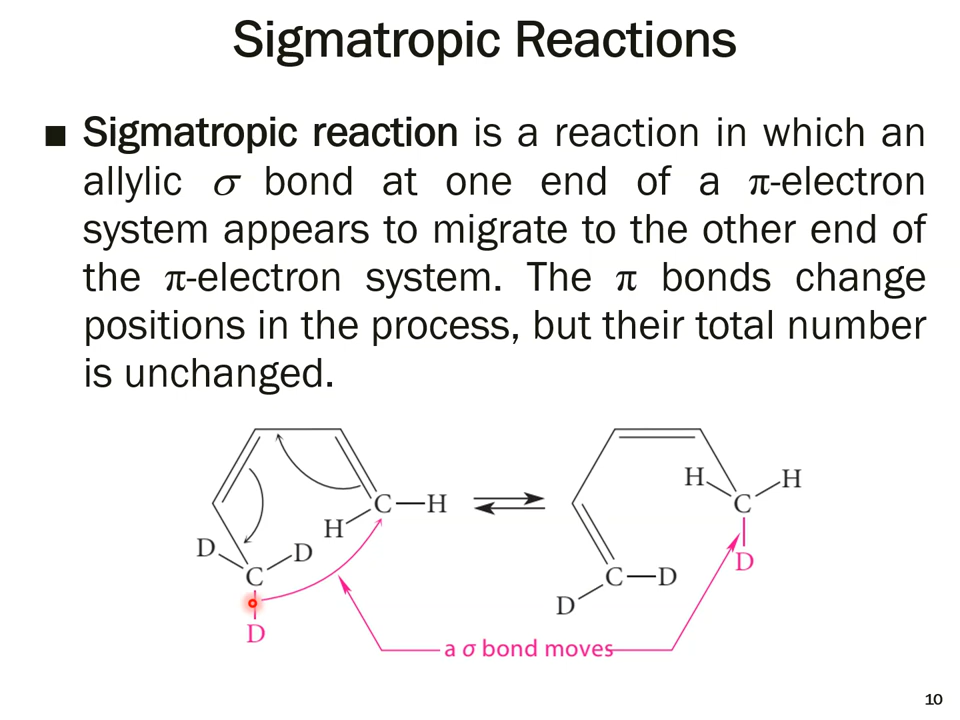 Sigmatropic Reactions
■ Sigmatropic reaction is a reaction in which an
allylic σ bond at one end of a π-electron
system appears to migrate to the other end of
the π-electron system. The π bonds change
positions in the process, but their total number
is unchanged.
C—H
H
D
D
C
D
H
H
C
D
C—D
D
a σ bond moves
10